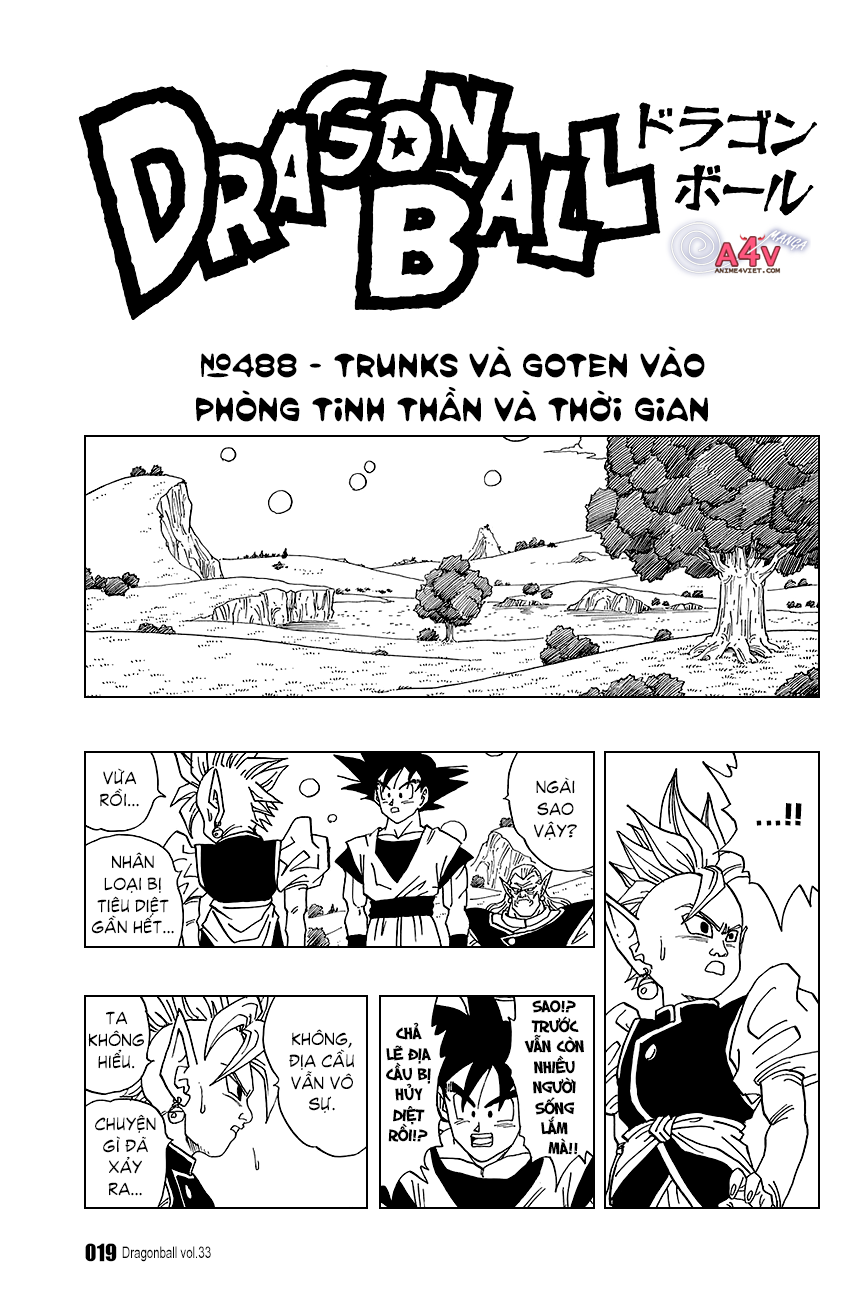 DRAGON
BALL
ドラゴン
ボール
A4V
MANGA
ANIME4VIET.COM
№488 - TRUNKS VÀ GOTEN VÀO
PHÒNG TINH THẦN VÀ THỜI GIAN
...!!
NGÀI
SAO
VẬY?
VỪA
RỒI...
NHÂN
LOẠI BỊ
TIÊU DIỆT
GẦN HẾT...
SAO!?
TRƯỚC
VẪN CÒN
NHIỀU
NGƯỜI
SỐNG
LẮM
MÀ!!
CHẢ
LẼ ĐỊA
CẦU BỊ
HỦY
DIỆT
RỒI!?
KHÔNG,
ĐỊA CẦU
VẪN VÔ
SỰ.
TA
KHÔNG
HIỂU.
CHUYỆN
GÌ ĐÃ
XẢY
RA...
019 Dragonball vol.33